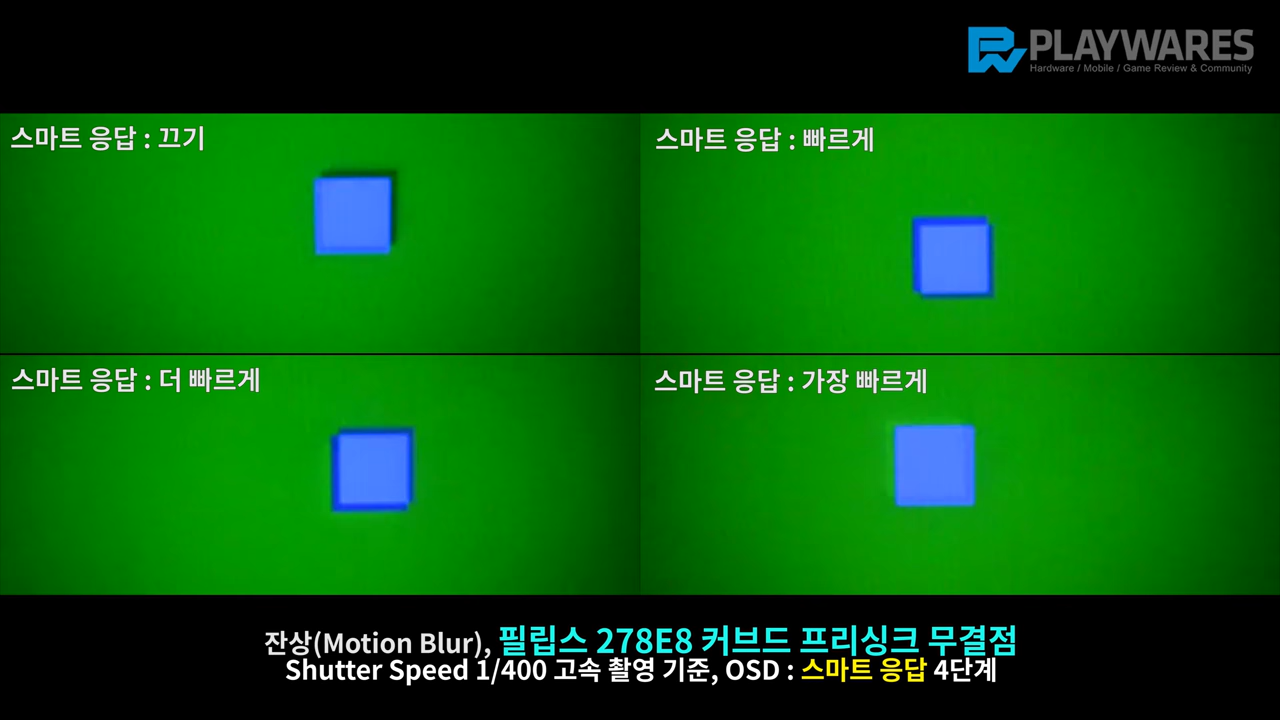 PLAYWARES
Hardware / Mobile / Game Review & Community
스마트 응답 : 끄기
스마트 응답 : 빠르게
스마트 응답 : 더 빠르게
스마트 응답 : 가장 빠르게
잔상(Motion Blur), 필립스 278E8 커브드 프리싱크 무결점
Shutter Speed 1/400 고속 촬영 기준, OSD : 스마트 응답 4단계